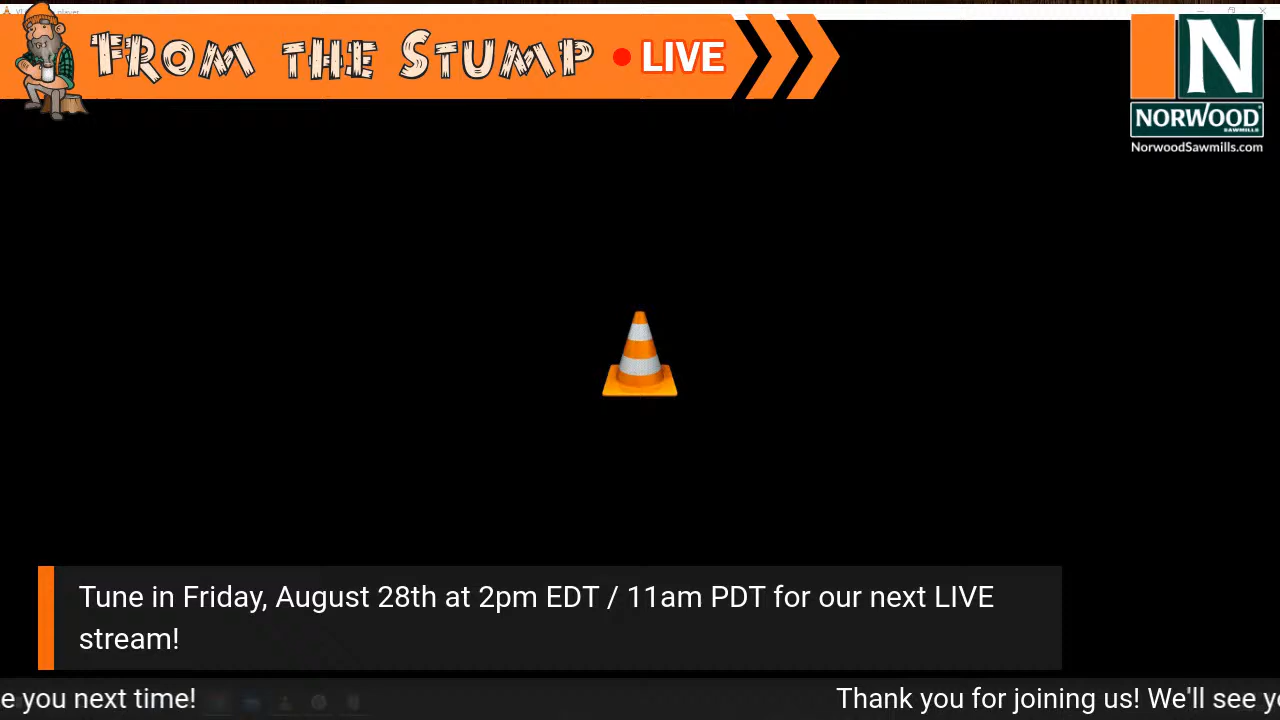 FROM THE STUMP
LIVE
N
NORWOOD
SAWMILLS
NorwoodSawmills.com
Tune in Friday, August 28th at 2pm EDT / 11am PDT for our next LIVE
stream!
e you next time!
Thank you for joining us! We'll see yo